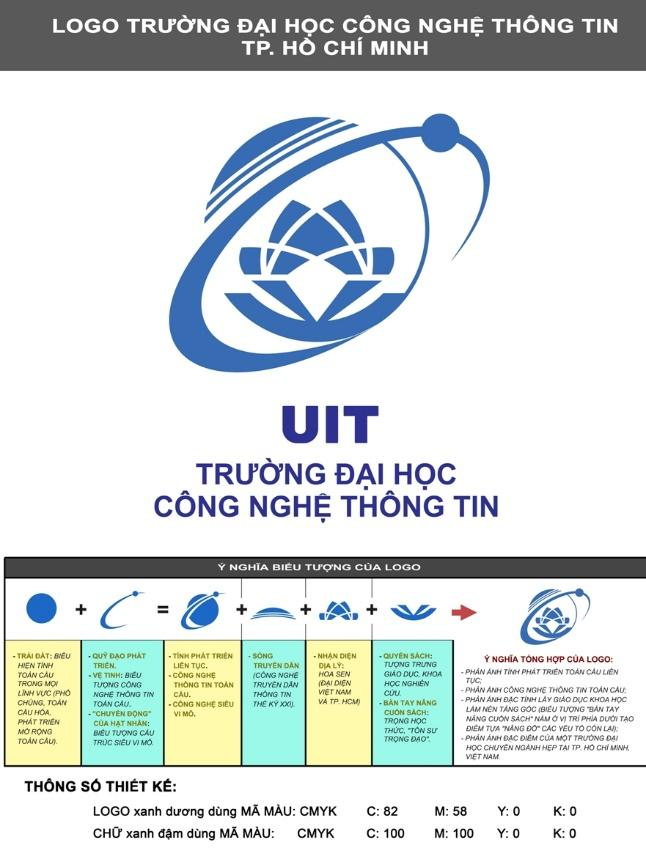 LOGO TRƯỜNG ĐẠI HỌC CÔNG NGHỆ THÔNG TIN
TP. HỒ CHÍ MINH
UIT
TRƯỜNG ĐẠI HỌC
CÔNG NGHỆ THÔNG TIN
Ý NGHĨA BIỂU TƯỢNG CỦA LOGO
+ = + + +
- TRÁI ĐẤT: BIỂU
HIỆN TÍNH
TOÀN CẦU
TRONG MỌI
LĨNH VỰC (PHỔ
CHÚNG, TOÀN
CẦU HÓA,
PHÁT TRIỂN
MỞ RỘNG
TOÀN CẦU).
- QUỸ ĐẠO PHÁT
TRIỂN.
- VỆ TINH: BIỂU
TƯỢNG CÔNG
NGHỆ THÔNG TIN
TOÀN CẦU.
- "CHUYỂN ĐỘNG"
CỦA HẠT NHÂN:
BIỂU TƯỢNG CẤU
TRÚC SIÊU VI MÔ.
- TÍNH PHÁT TRIỂN
LIÊN TỤC.
- CÔNG NGHỆ
THÔNG TIN TOÀN
CẦU.
- CÔNG NGHỆ SIÊU
VI MÔ.
- SÓNG
TRUYỀN DẪN
(CÔNG NGHỆ
TRUYỀN DẪN
THÔNG TIN
THẾ KỶ XXI).
- NHẬN DIỆN
ĐỊA LÝ:
HOA SEN
(ĐẠI DIỆN
VIỆT NAM
VÀ TP. HCM)
- QUYỂN SÁCH:
TƯỢNG TRƯNG
GIÁO DỤC, KHOA
HỌC NGHIÊN
CỨU.
- BÀN TAY NÂNG
CUỐN SÁCH:
TRỌNG HỌC
THỨC, "TÔN SƯ
TRỌNG ĐẠO".
Ý NGHĨA TỔNG HỢP CỦA LOGO:
- PHẢN ÁNH TÍNH PHÁT TRIỂN TOÀN CẦU LIÊN
TỤC;
- PHẢN ÁNH CÔNG NGHỆ THÔNG TIN TOÀN CẦU;
- PHẢN ÁNH ĐẶC TÍNH LẤY GIÁO DỤC KHOA HỌC
LÀM NỀN TẢNG GỐC (BIỂU TƯỢNG "BÀN TAY
NÂNG CUỐN SÁCH" NẰM Ở VỊ TRÍ PHÍA DƯỚI TẠO
ĐIỂM TỰA "NÂNG ĐỠ" CÁC YẾU TỐ CÒN LẠI);
- PHẢN ÁNH ĐẶC ĐIỂM CỦA MỘT TRƯỜNG ĐẠI
HỌC CHUYÊN NGÀNH HẸP TẠI TP. HỒ CHÍ MINH,
VIỆT NAM
THÔNG SỐ THIẾT KẾ:
LOGO xanh dương dùng MÃ MÀU: CMYK C: 82 M: 58 Y: 0 K: 0
CHỮ xanh đậm dùng MÃ MÀU: CMYK C: 100 M: 100 Y: 0 K: 0